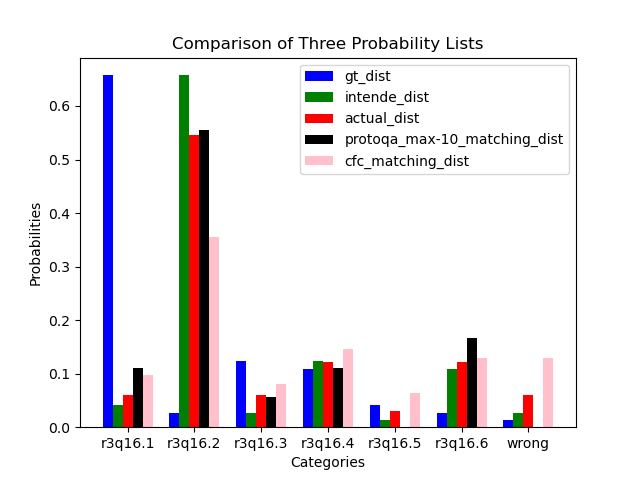 Comparison of Three Probability Lists
gt_dist
intende_dist
actual_dist
protoqa_max-10_matching_dist
cfc_matching_dist
0.6
0.5
0.4
0.3
0.2
0.1
0.0
Probabilities
r3q16.1 r3q16.2 r3q16.3 r3q16.4 r3q16.5 r3q16.6 wrong
Categories